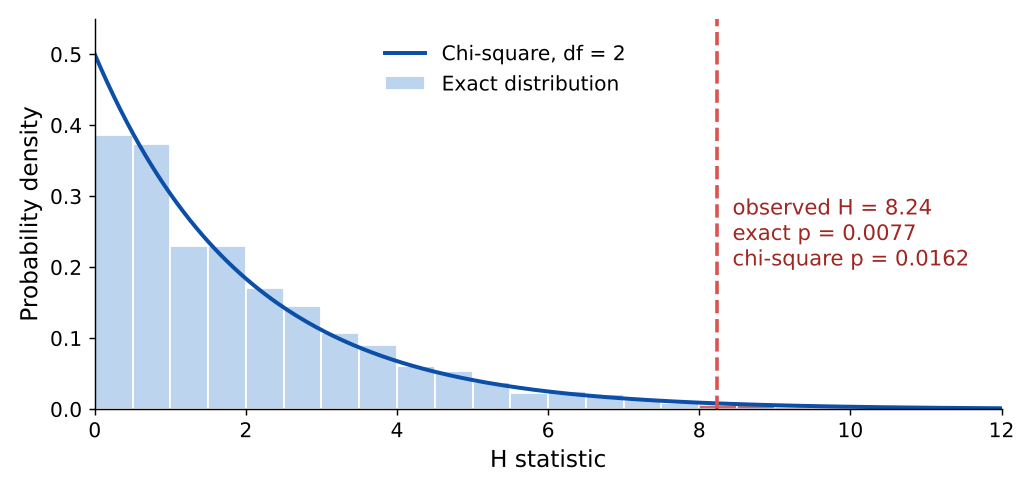 Chi-square, df = 2
Exact distribution
observed H = 8.24
exact p = 0.0077
chi-square p = 0.0162
Probability density
0.5
0.4
0.3
0.2
0.1
0.0
0 2 4 6 8 10 12
H statistic